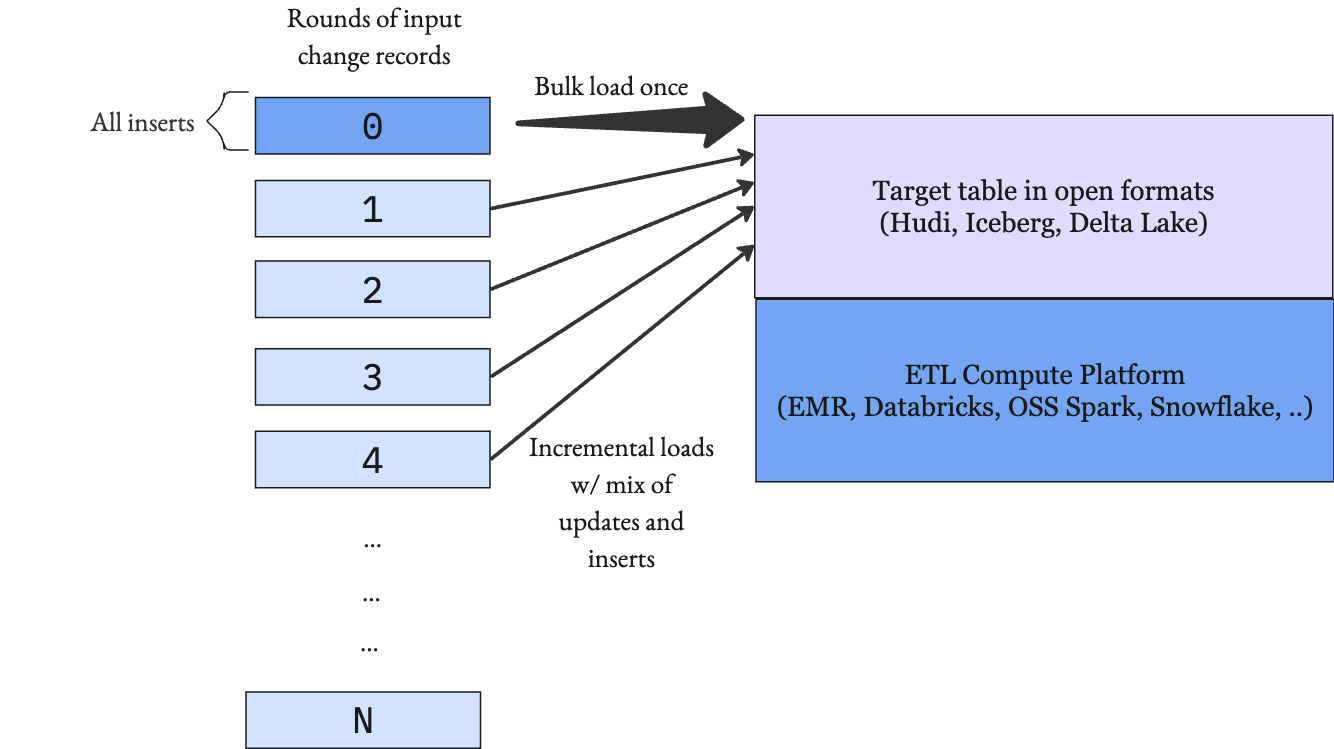 Rounds of input
change records
All inserts
0
Bulk load once
1
2
3
4
...
...
...
N
Incremental loads
w/ mix of
updates and
inserts
Target table in open formats
(Hudi, Iceberg, Delta Lake)
ETL Compute Platform
(EMR, Databricks, OSS Spark, Snowflake, ..)